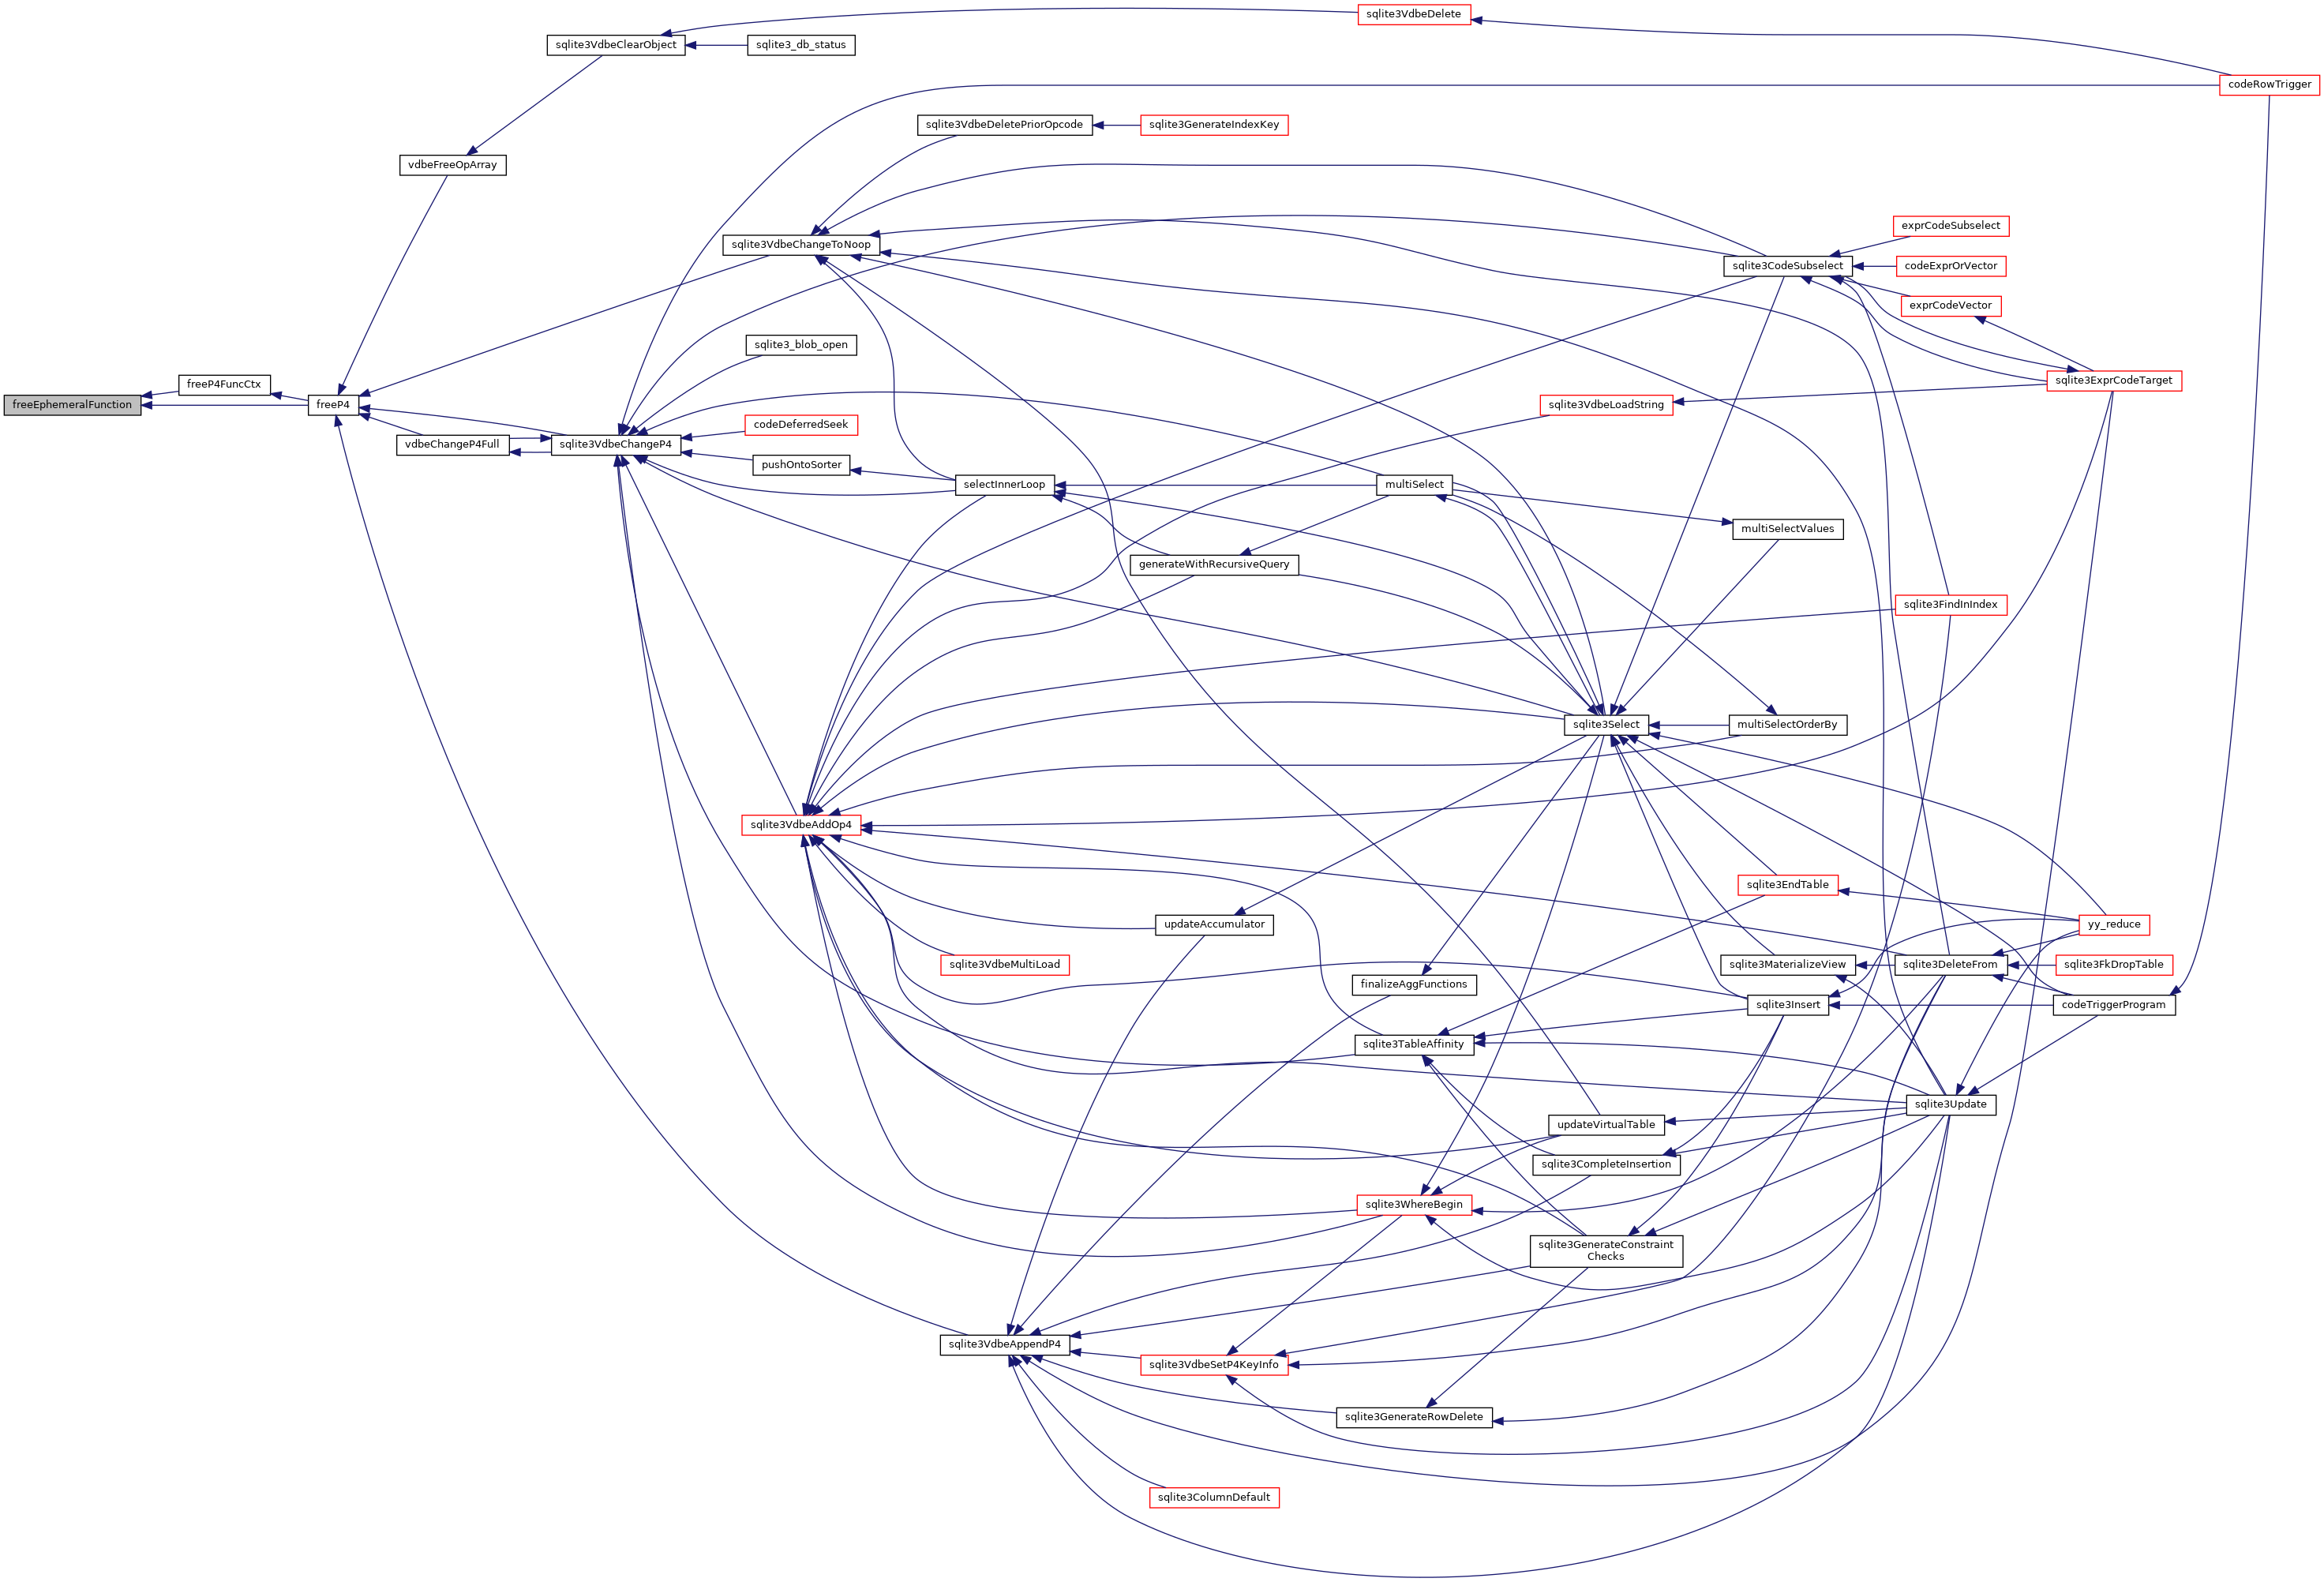 sqlite3VdbeDelete
sqlite3VdbeClearObject
sqlite3_db_status
codeRowTrigger
sqlite3VdbeDeletePriorOpcode
sqlite3GenerateIndexKey
vdbeFreeOpArray
exprCodeSubselect
sqlite3VdbeChangeToNoop
sqlite3CodeSubselect
codeExprOrVector
exprCodeVector
sqlite3_blob_open
sqlite3ExprCodeTarget
freeP4FuncCtx
freeEphemeralFunction
freeP4
sqlite3VdbeLoadString
codeDeferredSeek
vdbeChangeP4Full
sqlite3VdbeChangeP4
pushOntoSorter
selectInnerLoop
multiSelect
multiSelectValues
generateWithRecursiveQuery
sqlite3FindInIndex
sqlite3Select
multiSelectOrderBy
sqlite3VdbeAddOp4
sqlite3EndTable
updateAccumulator
yy_reduce
sqlite3VdbeMultiLoad
sqlite3MaterializeView
sqlite3DeleteFrom
sqlite3FkDropTable
finalizeAggFunctions
sqlite3Insert
codeTriggerProgram
sqlite3TableAffinity
sqlite3Update
updateVirtualTable
sqlite3CompleteInsertion
sqlite3WhereBegin
sqlite3GenerateConstraint
Checks
sqlite3VdbeAppendP4
sqlite3VdbeSetP4KeyInfo
sqlite3GenerateRowDelete
sqlite3ColumnDefault